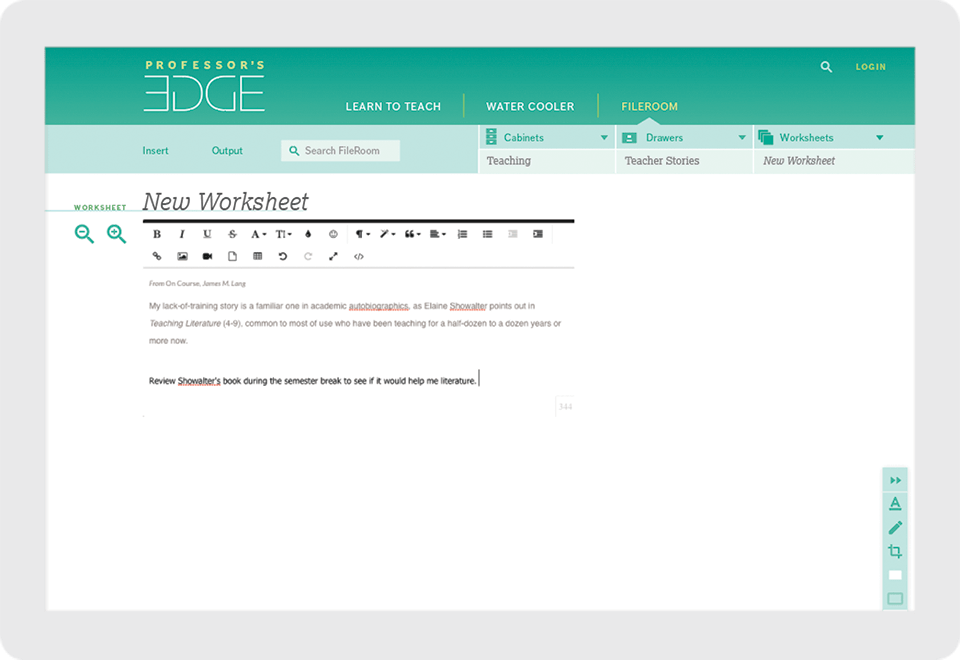 PROFESSOR'S
EDGE
LOGIN
LEARN TO TEACH
WATER COOLER
FILEROOM
Insert
Output
Search FileRoom
Cabinets
Drawers
Worksheets
Teaching
Teacher Stories
New Worksheet
WORKSHEET
New Worksheet
From On Course, James M. Lang
My lack-of-training story is a familiar one in academic autobiographics, as Elaine Showalter points out in
Teaching Literature (4-9), common to most of use who have been teaching for a half-dozen to a dozen years or
more now.
Review Showalter's book during the semester break to see if it would help me literature.
344